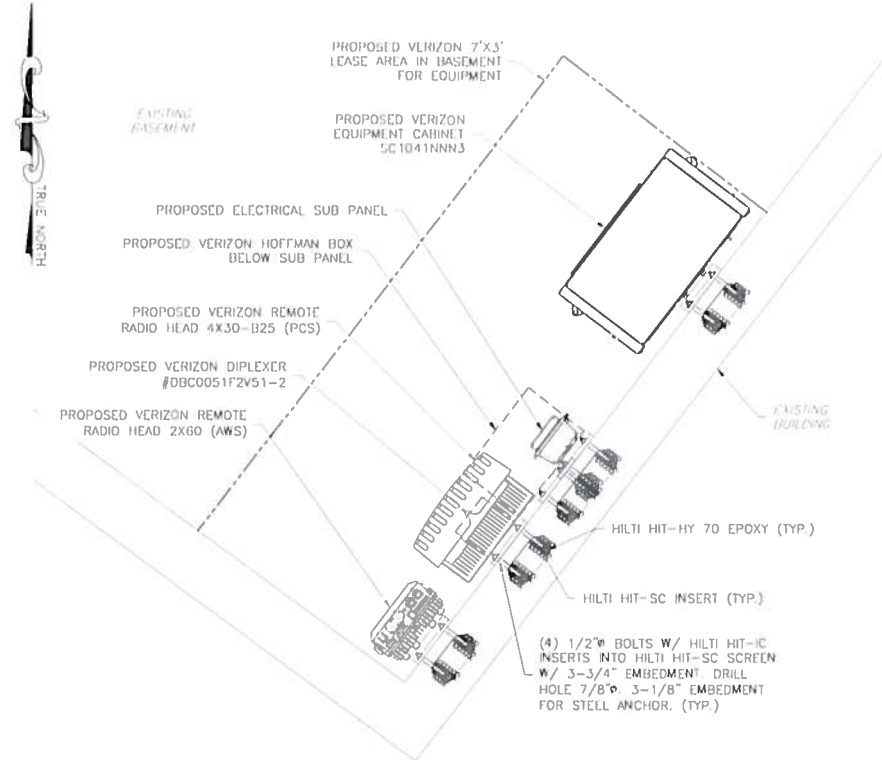 PROPOSED VERIZON 7'X3'
LEASE AREA IN BASEMENT
FOR EQUIPMENT
EXISTING
BASEMENT
PROPOSED VERIZON
EQUIPMENT CABINET
SC1041NNN3
TRUE NORTH
PROPOSED ELECTRICAL SUB PANEL
PROPOSED VERIZON HOFFMAN BOX
BELOW SUB PANEL
PROPOSED VERIZON REMOTE
RADIO HEAD 4X30-B25 (PCS)
PROPOSED VERIZON DIPLEXER
#DBC0051F2V51-2
PROPOSED VERIZON REMOTE
RADIO HEAD 2X60 (AWS)
EXISTING
BUILDING
HILTI HIT-HY 70 EPOXY (TYP.)
HILTI HIT-SC INSERT (TYP.)
(4) 1/2"ø BOLTS W/ HILTI HIT-IC
INSERTS INTO HILTI HIT-SC SCREEN
W/ 3-3/4" EMBEDMENT. DRILL
HOLE 7/8"ø. 3-1/8" EMBEDMENT
FOR STEEL ANCHOR. (TYP.)